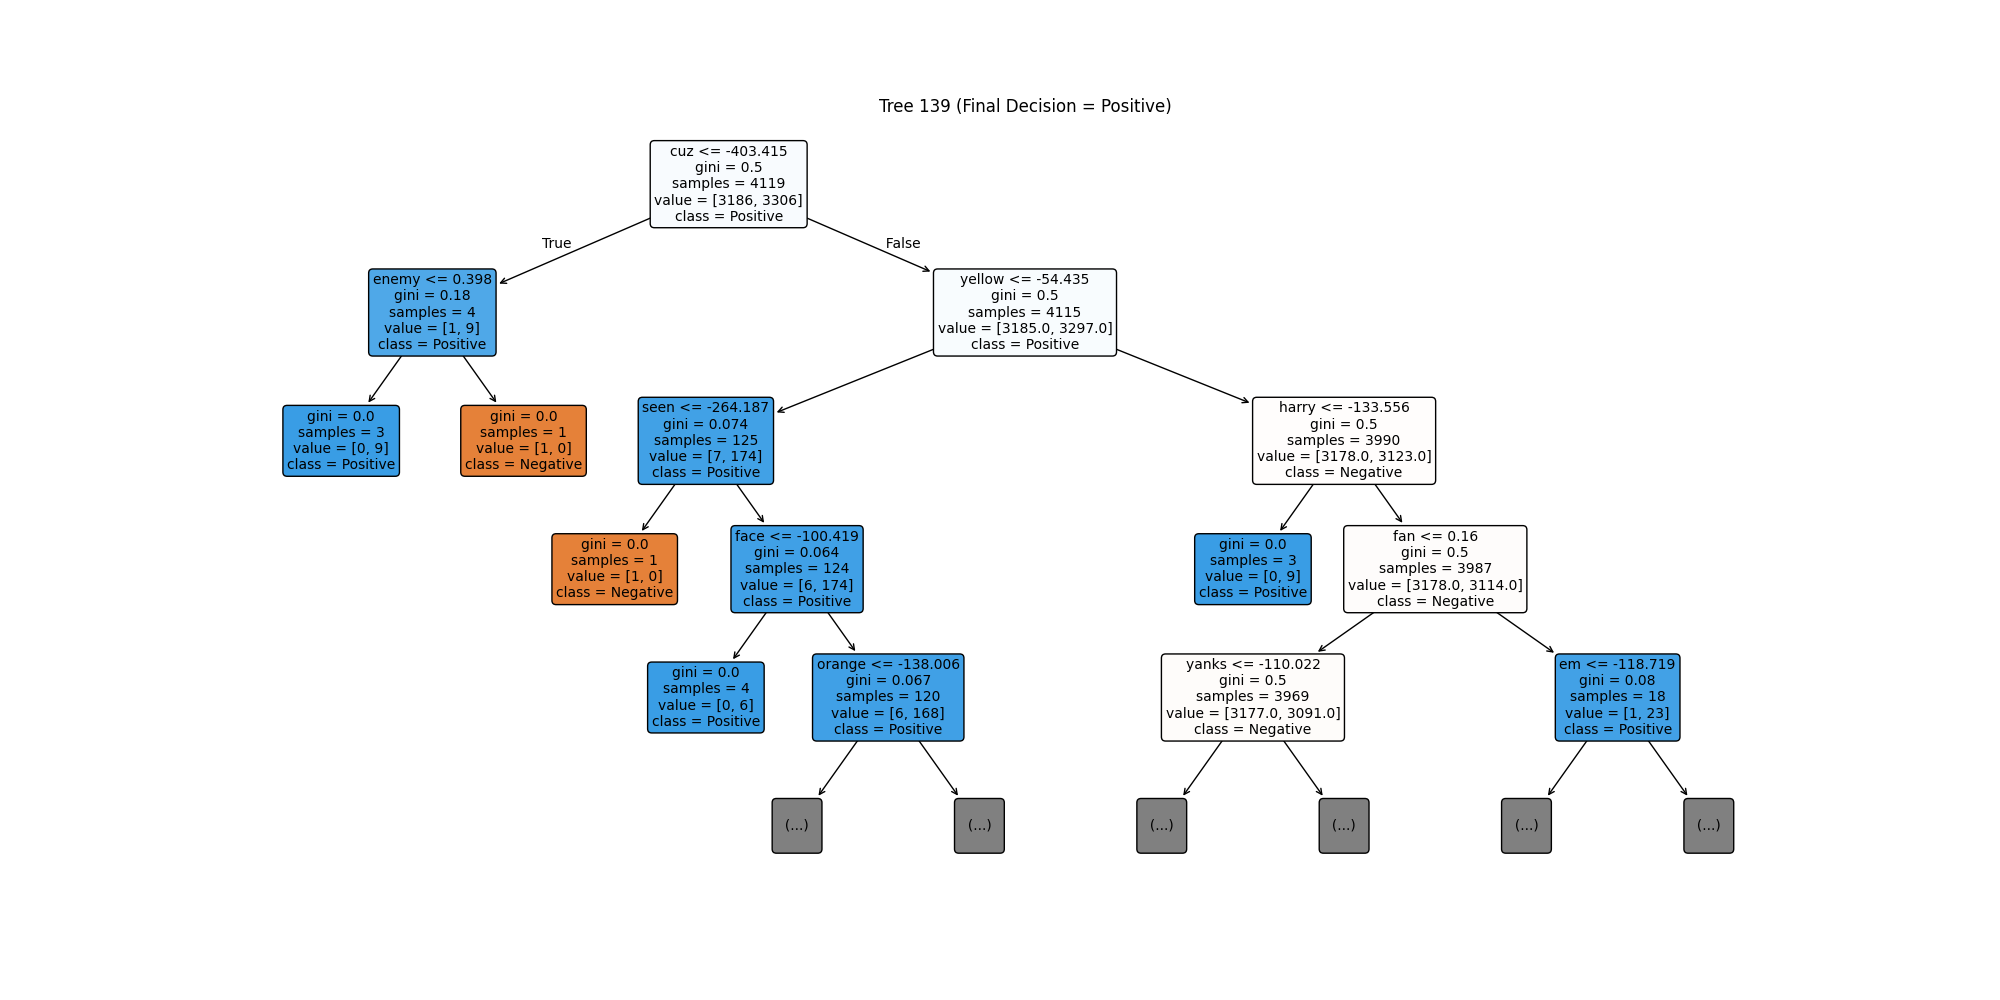 Tree 139 (Final Decision = Positive)
cuz <= -403.415
gini = 0.5
samples = 4119
value = [3186, 3306]
class = Positive
True
False
enemy <= 0.398
gini = 0.18
samples = 4
value = [1, 9]
class = Positive
yellow <= -54.435
gini = 0.5
samples = 4115
value = [3185.0, 3297.0]
class = Positive
gini = 0.0
samples = 3
value = [0, 9]
class = Positive
gini = 0.0
samples = 1
value = [1, 0]
class = Negative
seen <= -264.187
gini = 0.074
samples = 125
value = [7, 174]
class = Positive
harry <= -133.556
gini = 0.5
samples = 3990
value = [3178.0, 3123.0]
class = Negative
gini = 0.0
samples = 1
value = [1, 0]
class = Negative
face <= -100.419
gini = 0.064
samples = 124
value = [6, 174]
class = Positive
gini = 0.0
samples = 3
value = [0, 9]
class = Positive
fan <= 0.16
gini = 0.5
samples = 3987
value = [3178.0, 3114.0]
class = Negative
gini = 0.0
samples = 4
value = [0, 6]
class = Positive
orange <= -138.006
gini = 0.067
samples = 120
value = [6, 168]
class = Positive
yanks <= -110.022
gini = 0.5
samples = 3969
value = [3177.0, 3091.0]
class = Negative
em <= -118.719
gini = 0.08
samples = 18
value = [1, 23]
class = Positive
(...)
(...)
(...)
(...)
(...)
(...)